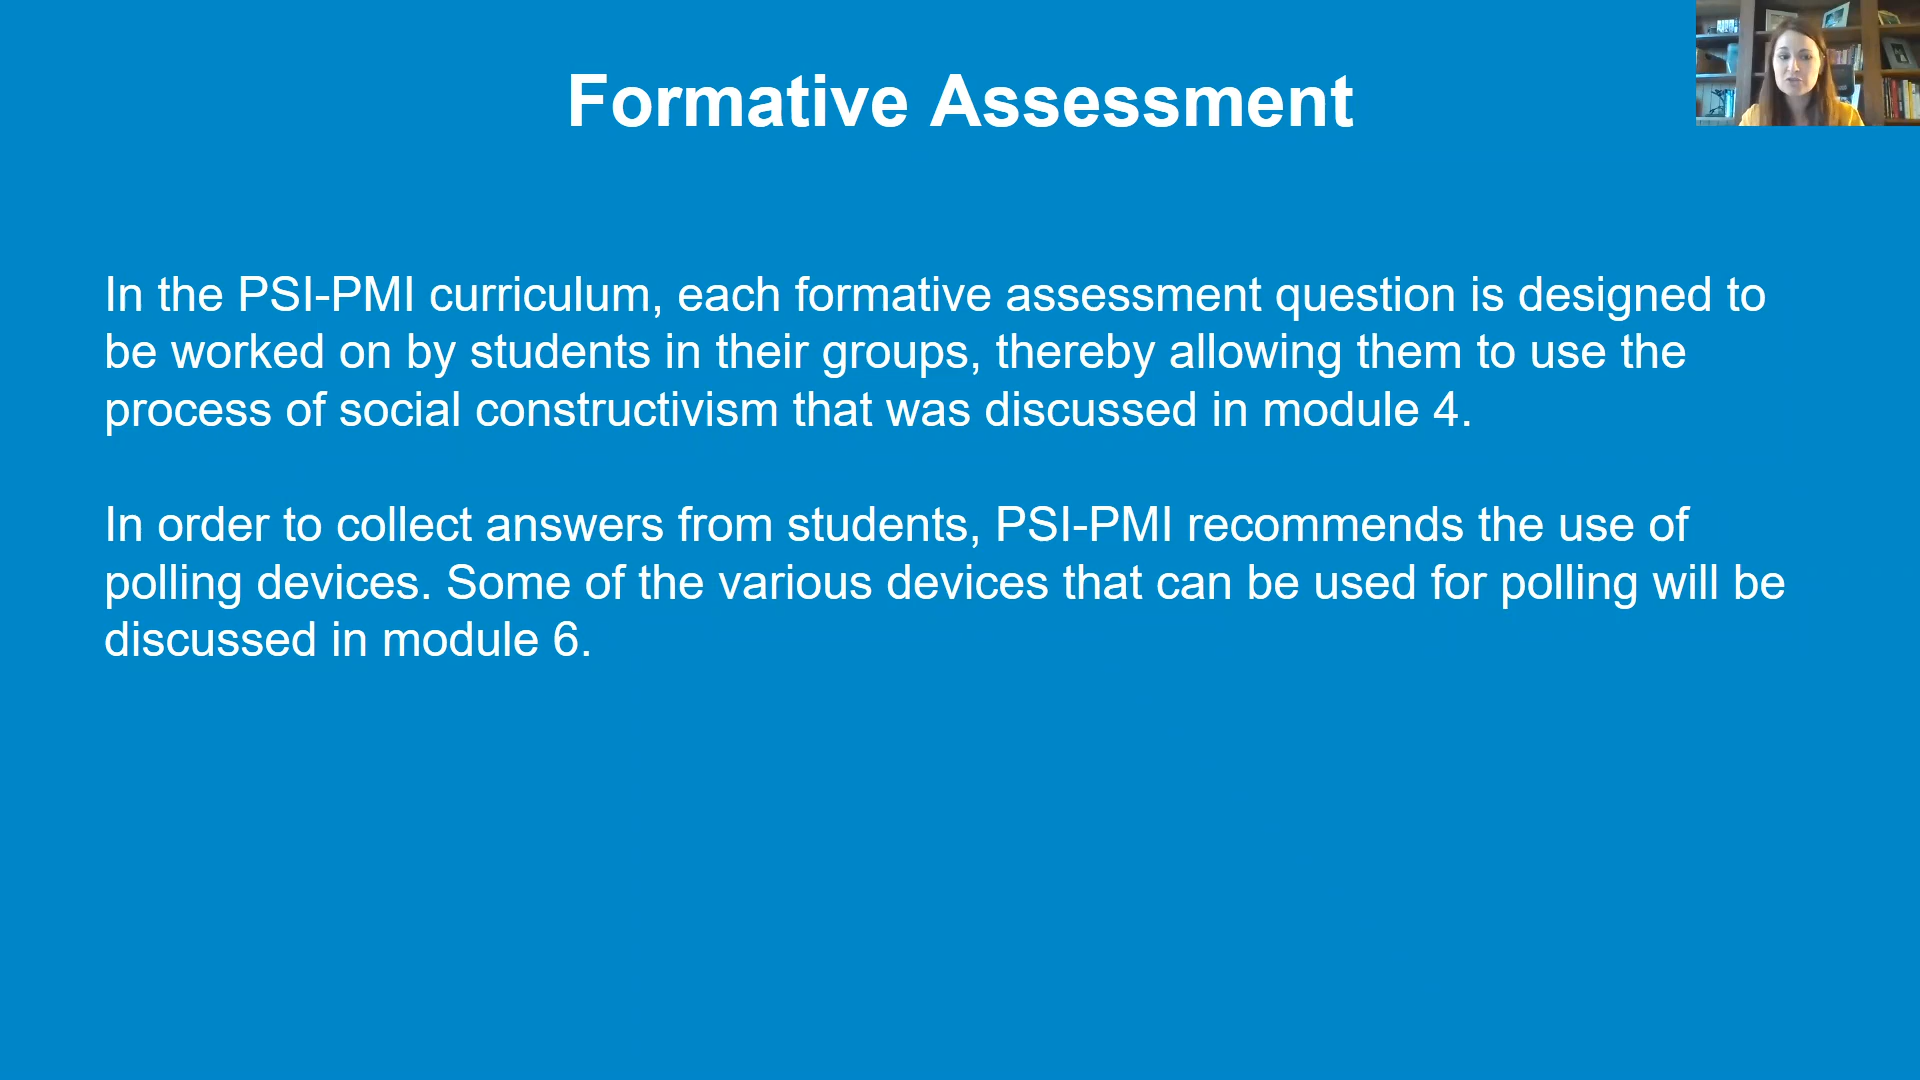 Formative Assessment
In the PSI-PMI curriculum, each formative assessment question is designed to
be worked on by students in their groups, thereby allowing them to use the
process of social constructivism that was discussed in module 4.
In order to collect answers from students, PSI-PMI recommends the use of
polling devices. Some of the various devices that can be used for polling will be
discussed in module 6.